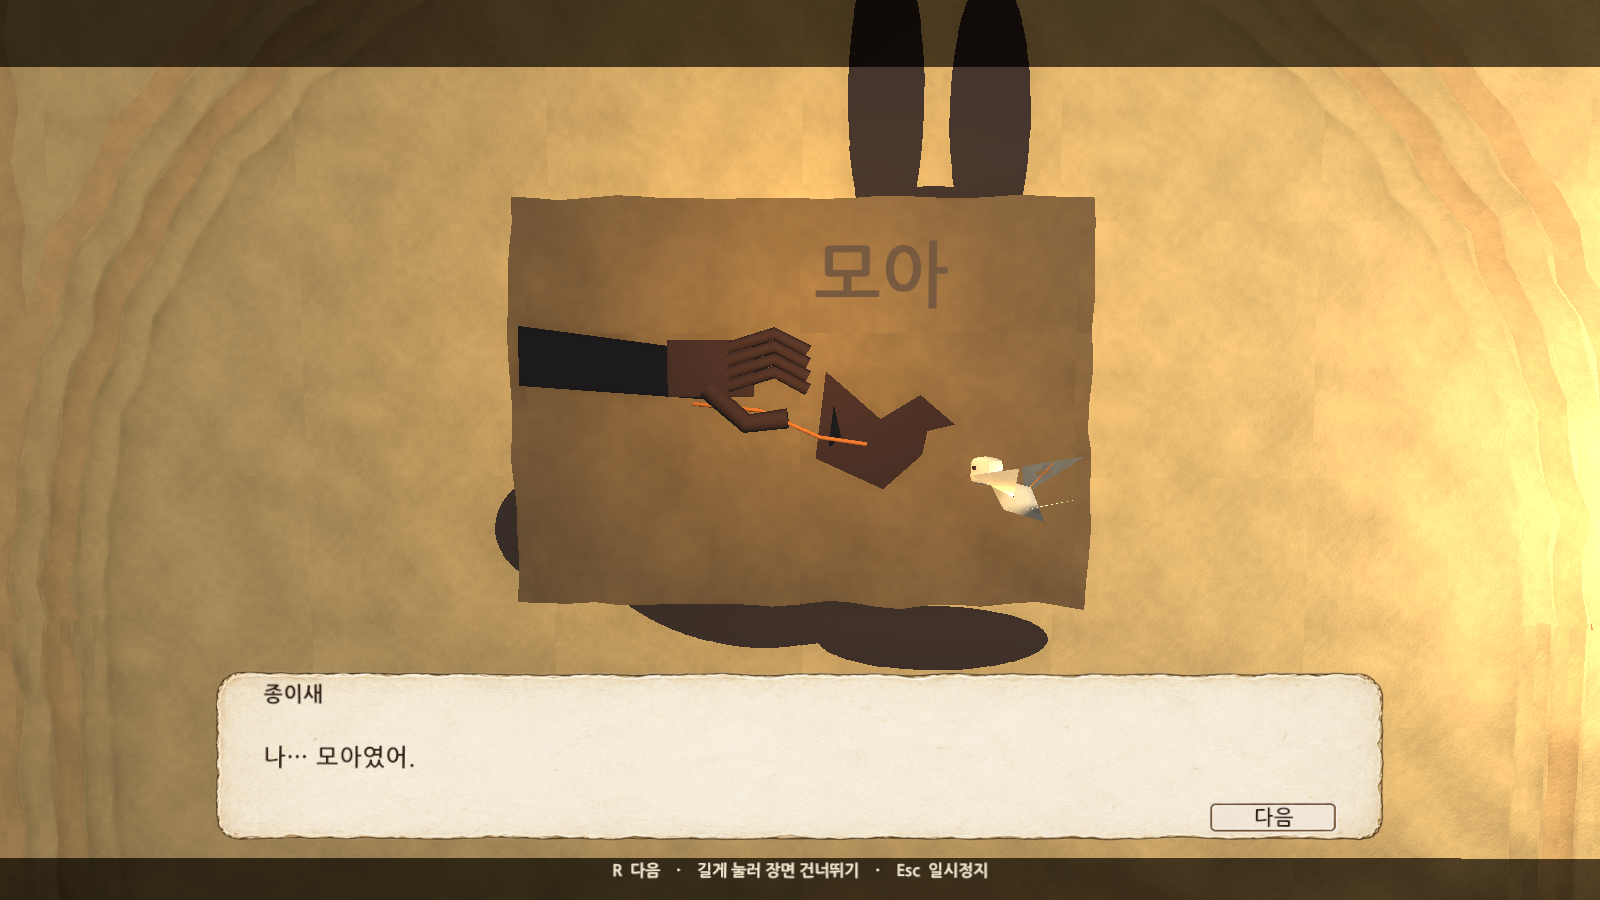 모아
종이새
나… 모아였어.
다음
R 다음 · 길게 눌러 장면 건너뛰기 · Esc 일시정지